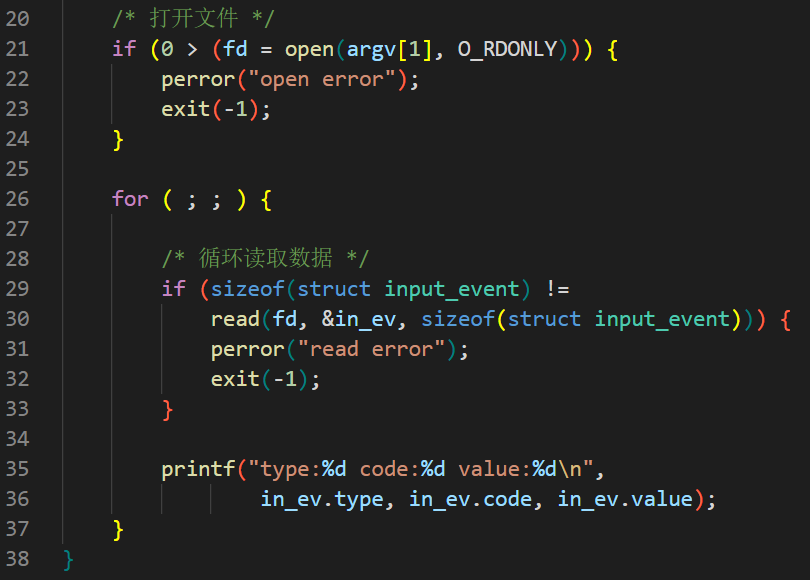 20 /* 打开文件 */
21 if (0 > (fd = open(argv[1], O_RDONLY))) {
22 perror("open error");
23 exit(-1);
24 }
25
26 for ( ; ; ) {
27
28 /* 循环读取数据 */
29 if (sizeof(struct input_event) !=
30 read(fd, &in_ev, sizeof(struct input_event))) {
31 perror("read error");
32 exit(-1);
33 }
34
35 printf("type:%d code:%d value:%d\n",
36 in_ev.type, in_ev.code, in_ev.value);
37 }
38 }